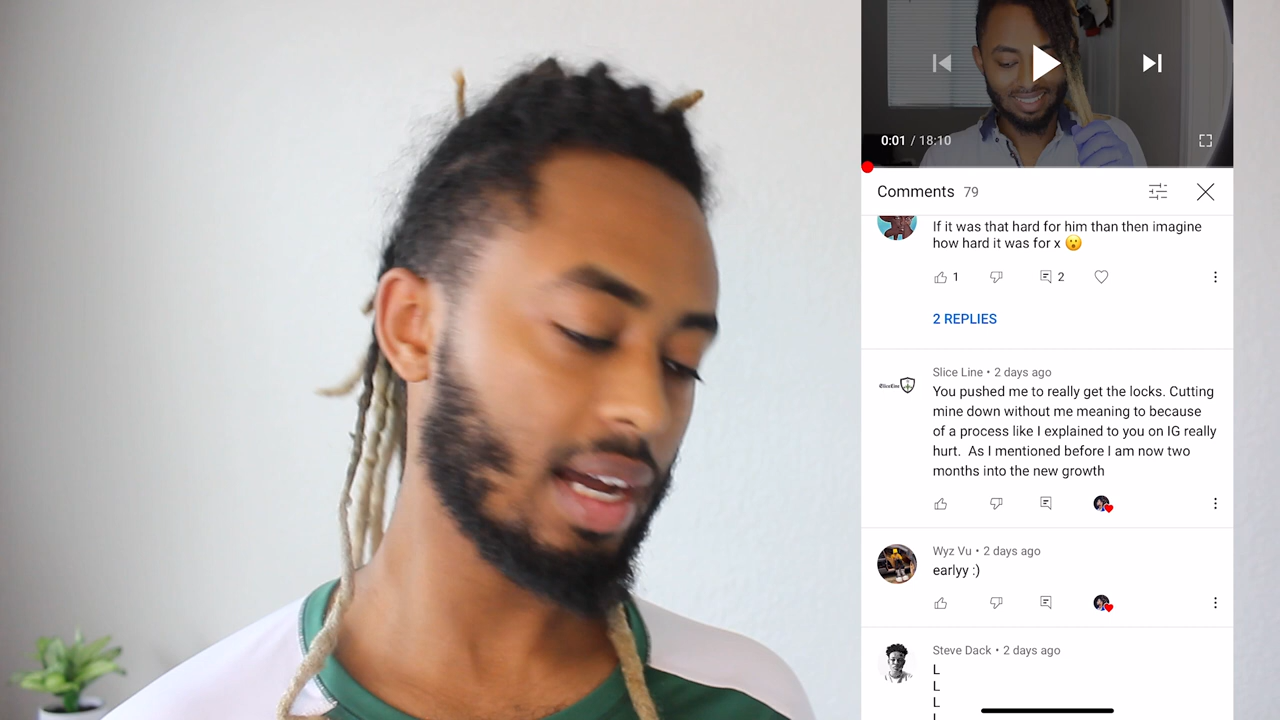 0:01 / 18:10
Comments 79
If it was that hard for him than then imagine
how hard it was for x 😮
1
2
2 REPLIES
Slice Line • 2 days ago
You pushed me to really get the locks. Cutting
mine down without me meaning to because
of a process like I explained to you on IG really
hurt.  As I mentioned before I am now two
months into the new growth
Wyz Vu • 2 days ago
earlyy :)
Steve Dack • 2 days ago
L
L
L